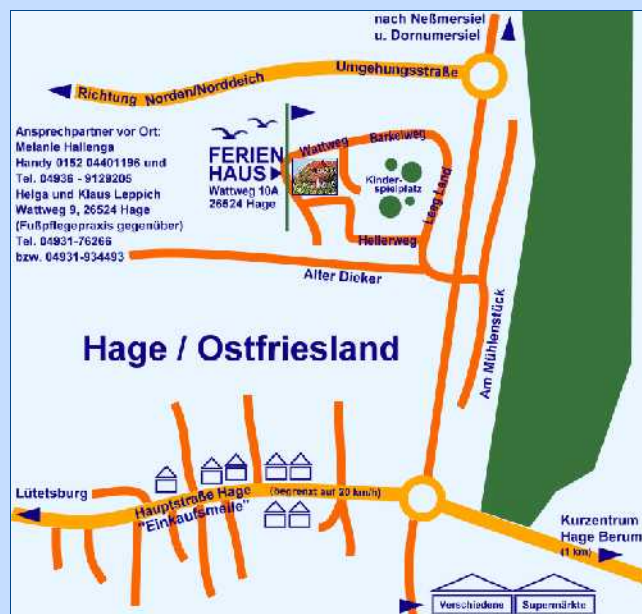 nach Neßmersiel
u. Dornumersiel
Umgehungsstraße
Richtung Norden/Norddeich
Ansprechpartner vor Ort:
Melanie Hallenga
Handy 0152 04401196 und
Tel. 04936 - 9129205
Helga und Klaus Leppich
Wattweg 9, 26524 Hage
(Fußpflegepraxis gegenüber)
Tel. 04931-76266
bzw. 04931-934493
FERIEN
HAUS
Wattweg 10A
26524 Hage
Wattweg
Barkelweg
Kinder-
spielplatz
Leeg Land
Hellerweg
Alter Dieker
Am Mühlenstück
Hage / Ostfriesland
Lütetsburg
Hauptstraße Hage
"Einkaufsmeile"
(begrenzt auf 20 km/h)
Kurzentrum
Hage Berum
(1 km)
Verschiedene
Supermärkte